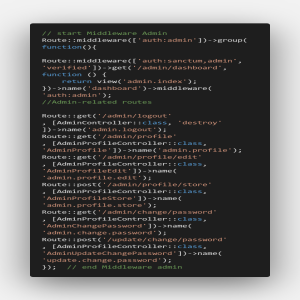 // start Middleware Admin
Route::middleware(['auth:admin'])->group(
function(){
Route::middleware(['auth:sanctum,admin',
'verified'])->get('/admin/dashboard',
function () {
return view('admin.index');
})->name('dashboard')->middleware(
'auth:admin');
//Admin-related routes
Route::get('/admin/logout'
, [AdminController::class, 'destroy'
])->name('admin.logout');
Route::get('/admin/profile'
, [AdminProfileController::class,
'AdminProfile'])->name('admin.profile');
Route::get('/admin/profile/edit'
, [AdminProfileController::class,
'AdminProfileEdit'])->name(
'admin.profile.edit');
Route::post('/admin/profile/store'
, [AdminProfileController::class,
'AdminProfileStore'])->name(
'admin.profile.store');
Route::get('/admin/change/password'
, [AdminProfileController::class,
'AdminChangePassword'])->name(
'admin.change.password');
Route::post('/update/change/password'
, [AdminProfileController::class,
'AdminUpdateChangePassword'])->name(
'update.change.password');
}); // end Middleware admin